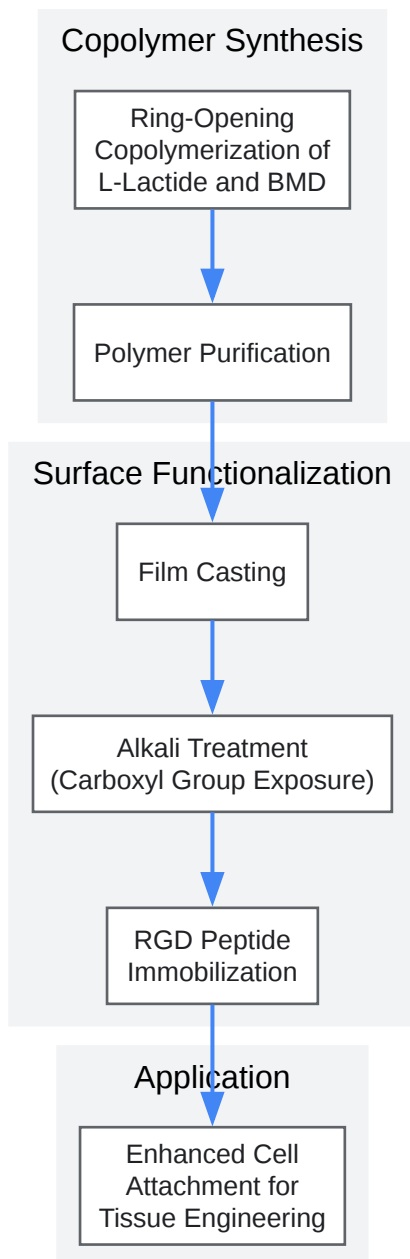 Copolymer Synthesis
Ring-Opening
Copolymerization of
L-Lactide and BMD
Polymer Purification
Surface Functionalization
Film Casting
Alkali Treatment
(Carboxyl Group Exposure)
RGD Peptide
Immobilization
Application
Enhanced Cell
Attachment for
Tissue Engineering